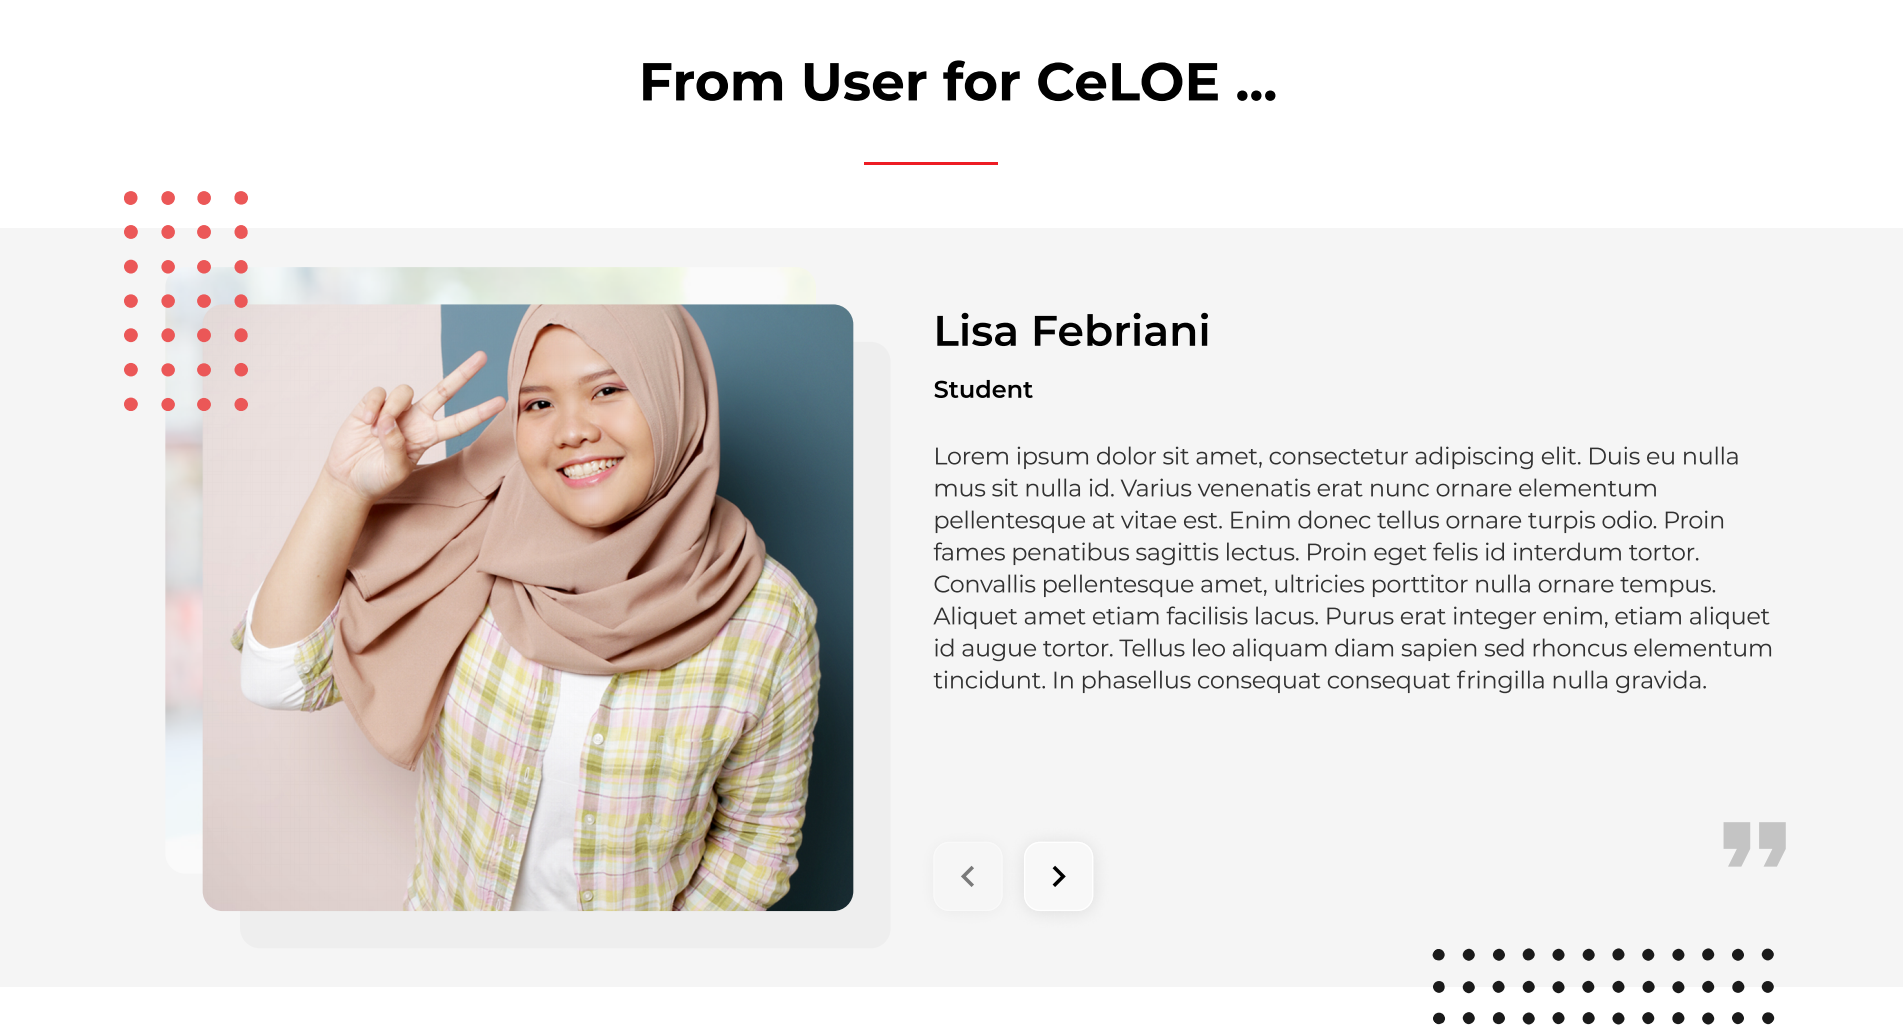 From User for CeLOE ...
Lisa Febriani
Student
Lorem ipsum dolor sit amet, consectetur adipiscing elit. Duis eu nulla
mus sit nulla id. Varius venenatis erat nunc ornare elementum
pellentesque at vitae est. Enim donec tellus ornare turpis odio. Proin
fames penatibus sagittis lectus. Proin eget felis id interdum tortor.
Convallis pellentesque amet, ultricies porttitor nulla ornare tempus.
Aliquet amet etiam facilisis lacus. Purus erat integer enim, etiam aliquet
id augue tortor. Tellus leo aliquam diam sapien sed rhoncus elementum
tincidunt. In phasellus consequat consequat fringilla nulla gravida.